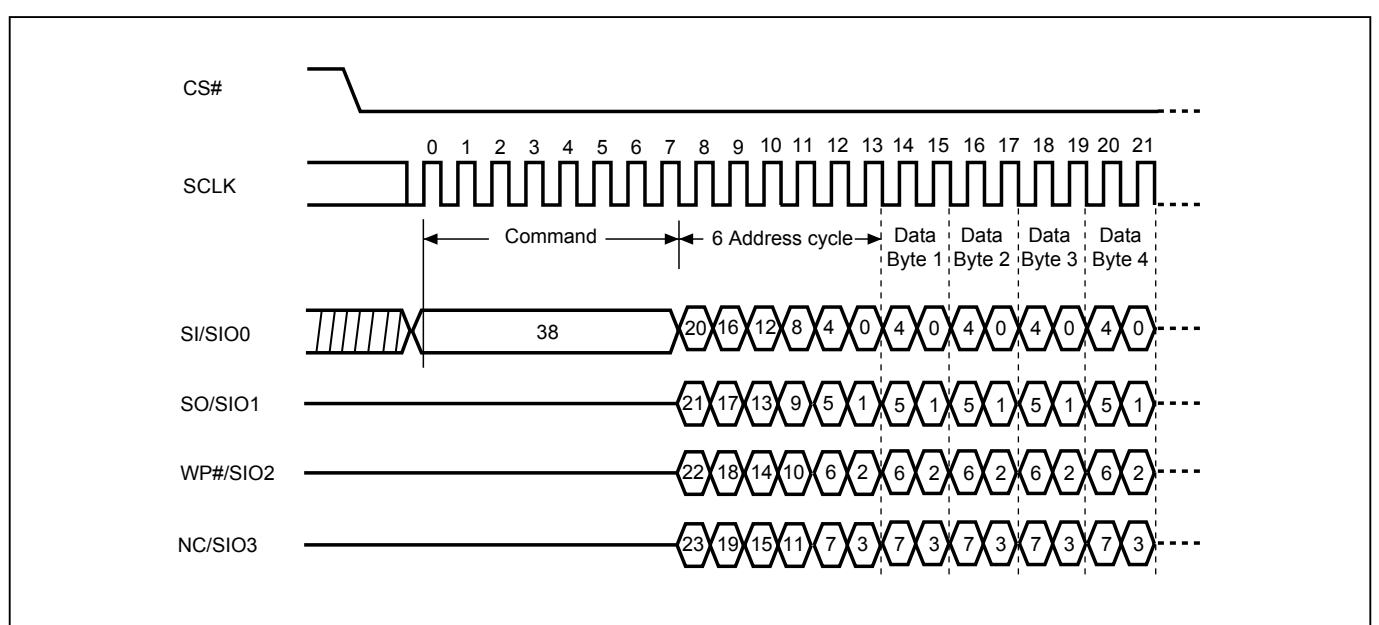 CS#
0 1 2 3 4 5 6 7 8 9 10 11 12 13 14 15 16 17 18 19 20 21
SCLK
Command 6 Address cycle Data Data Data Data
Byte 1 Byte 2 Byte 3 Byte 4
SI/SIO0 38 20 16 12 8 4 0 4 0 4 0 4 0 4 0
SO/SIO1 21 17 13 9 5 1 5 1 5 1 5 1 5 1
WP#/SIO2 22 18 14 10 6 2 6 2 6 2 6 2 6 2
NC/SIO3 23 19 15 11 7 3 7 3 7 3 7 3 7 3